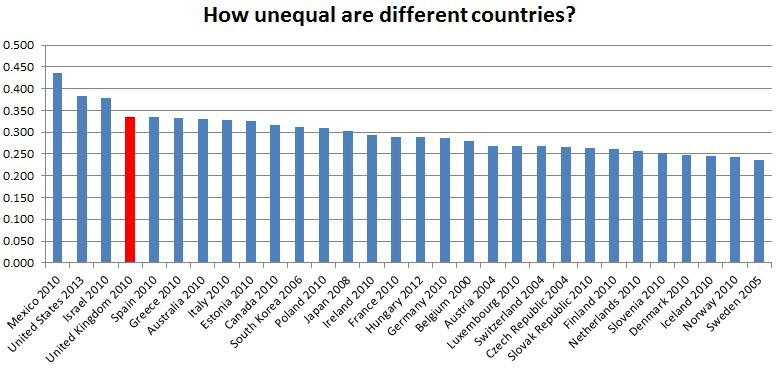 How unequal are different countries?
0.500
0.450
0.400
0.350
0.300
0.250
0.200
0.150
0.100
0.050
0.000
Mexico 2010
United States 2013
Israel 2010
United Kingdom 2010
Spain 2010
Greece 2010
Australia 2010
Italy 2010
Estonia 2010
Canada 2010
South Korea 2006
Poland 2010
Japan 2008
Ireland 2010
France 2010
Hungary 2012
Germany 2010
Belgium 2000
Austria 2004
Luxembourg 2010
Switzerland 2004
Czech Republic 2004
Slovak Republic 2010
Finland 2010
Netherlands 2010
Slovenia 2010
Denmark 2010
Iceland 2010
Norway 2010
Sweden 2005